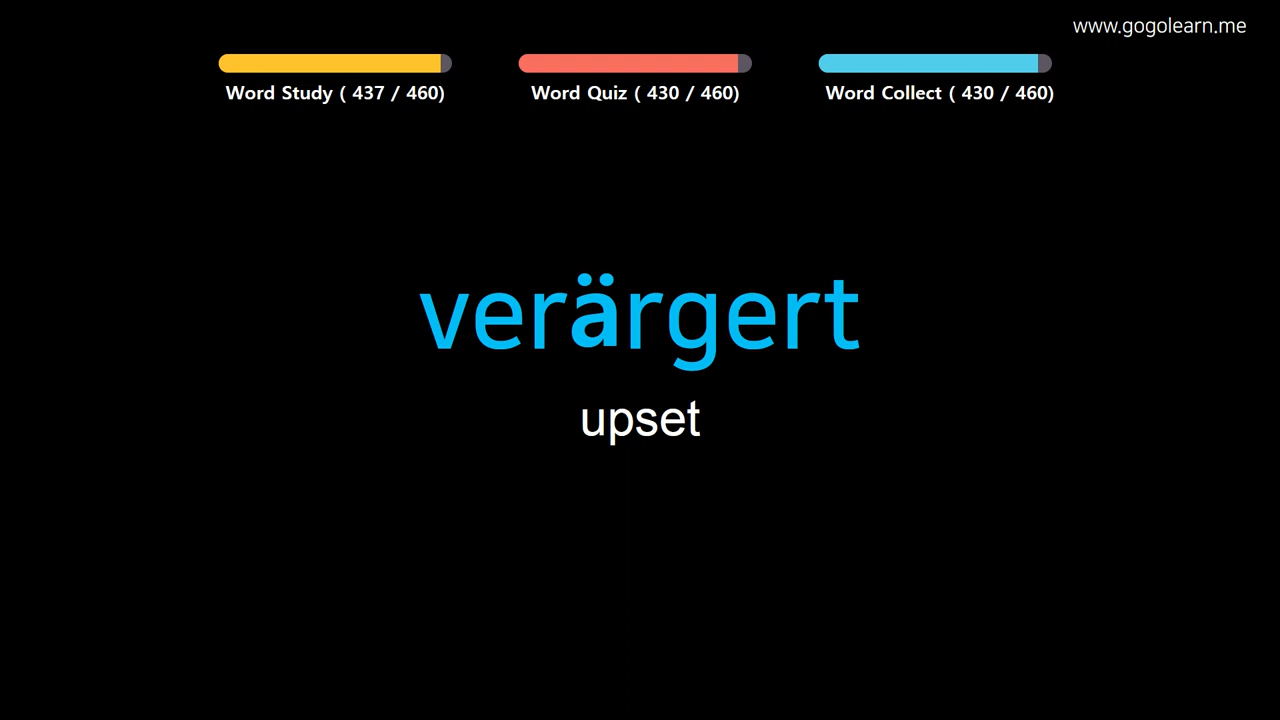 www.gogolearn.me
Word Study ( 437 / 460)
Word Quiz ( 430 / 460)
Word Collect ( 430 / 460)
verärgert
upset